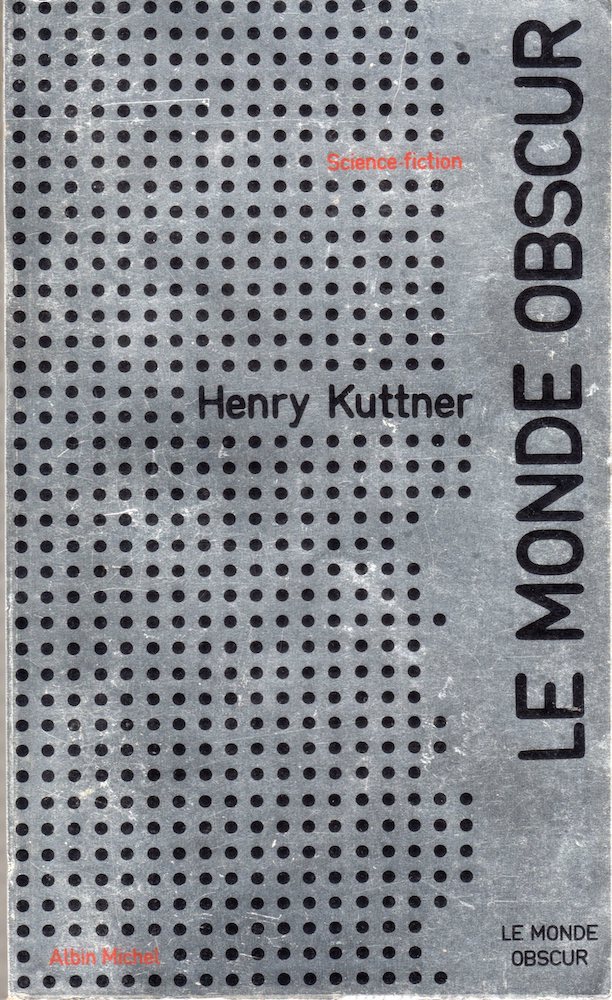 Science-fiction
LE MONDE OBSCUR
Henry Kuttner
Albin Michel
LE MONDE
OBSCUR